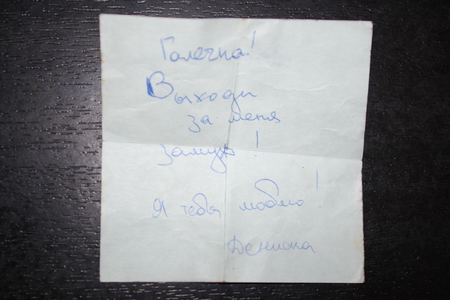 Галечка!
Выходи
за меня
замуж!
Я тебя люблю!